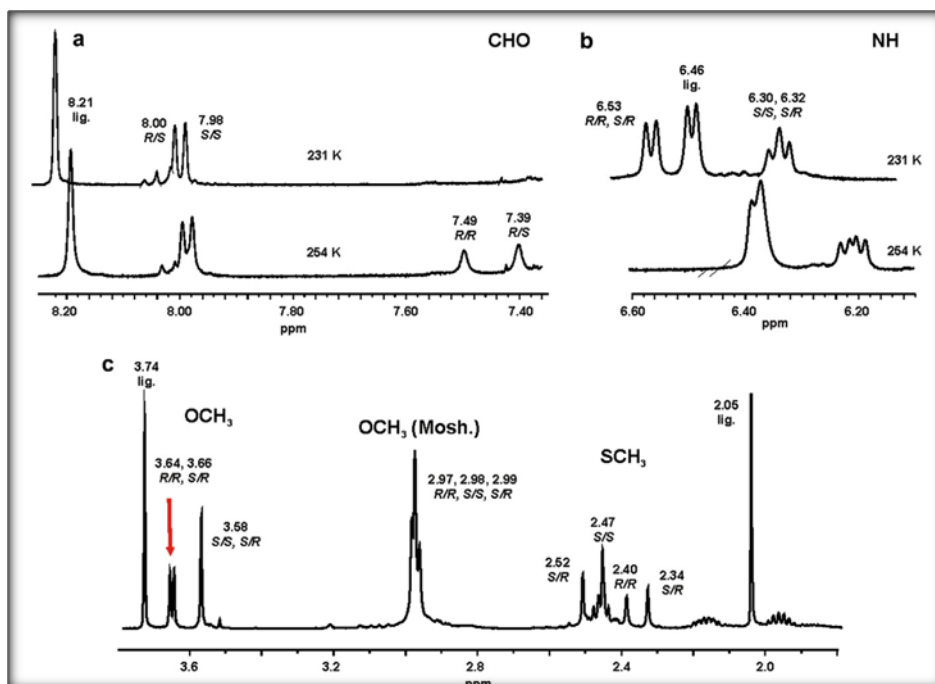 a
CHO
8.21
lig.
8.00
R/S
7.98
S/S
231 K
254 K
7.49
R/R
7.39
R/S
8.20 8.00 7.80 7.60 7.40
ppm
b
NH
6.53
R/R, S/R
6.46
lig.
6.30, 6.32
S/S, S/R
231 K
254 K
6.60 6.40 6.20
ppm
c
3.74
lig.
OCH3
3.64, 3.66
R/R, S/R
3.58
S/S, S/R
OCH3 (Mosh.)
2.97, 2.98, 2.99
R/R, S/S, S/R
SCH3
2.52
S/R
2.47
S/S
2.40
R/R
2.34
S/R
2.05
lig.
3.6 3.2 2.8 2.4 2.0
ppm